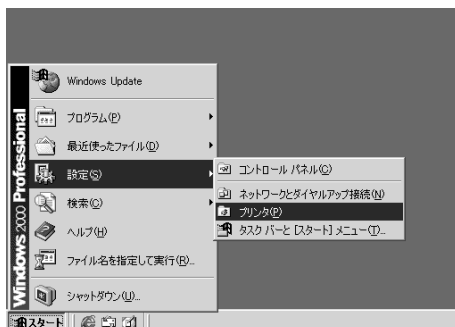 Windows Update
プログラム(P)
最近使ったファイル(D)
設定(S)
検索(C)
ヘルプ(H)
ファイル名を指定して実行(R)...
シャットダウン(U)...
コントロール パネル(C)
ネットワークとダイヤルアップ接続(N)
プリンタ(P)
タスク バーと [スタート] メニュー(T)...
Windows 2000 Professional
スタート